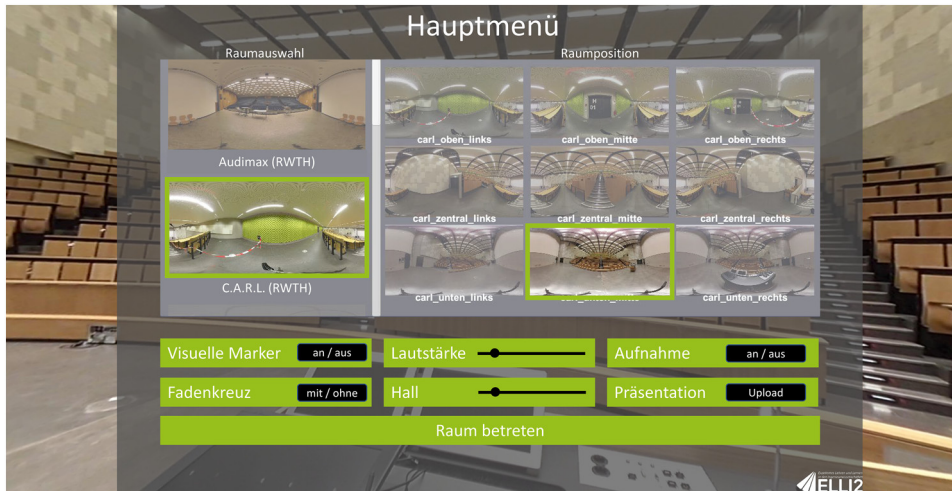 Hauptmenü
Raumauswahl
Raumposition
Audimax (RWTH)
C.A.R.L. (RWTH)
carl_oben_links
carl_oben_mitte
carl_oben_rechts
carl_zentral_links
carl_zentral_mitte
carl_zentral_rechts
carl_unten_links
carl_unten_mitte
carl_unten_rechts
Visuelle Marker
an / aus
Lautstärke
Aufnahme
an / aus
Fadenkreuz
mit / ohne
Hall
Präsentation
Upload
Raum betreten
ELLI2